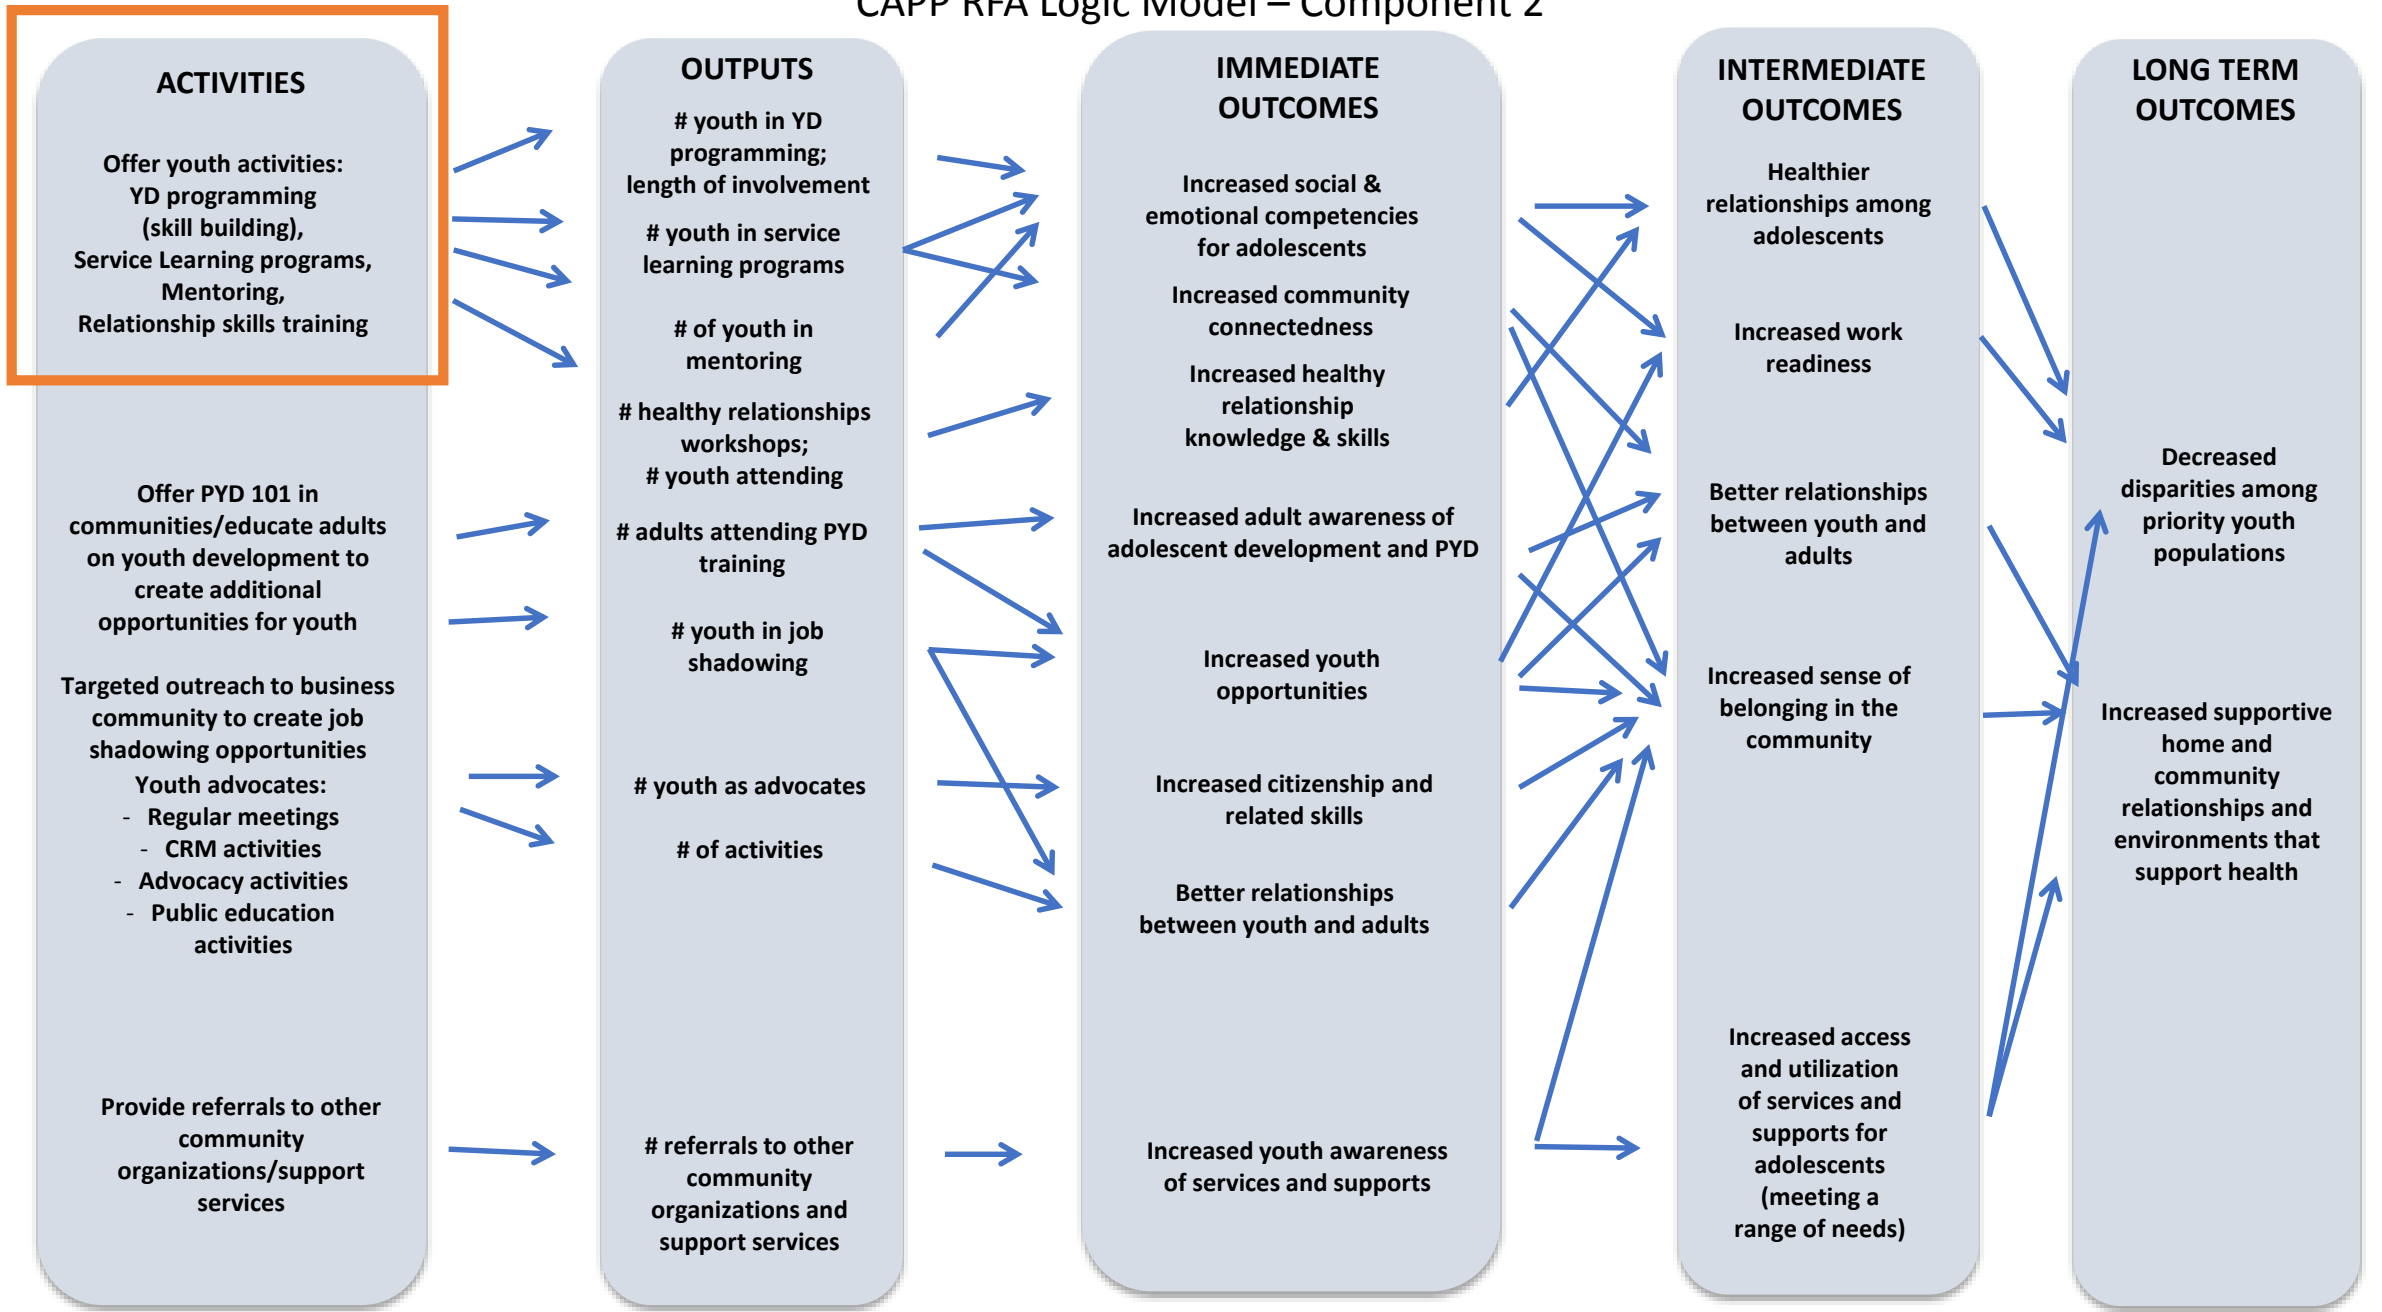 CAPP RFA Logic Model – Component 2
ACTIVITIES
Offer youth activities:
YD programming
(skill building),
Service Learning programs,
Mentoring,
Relationship skills training
Offer PYD 101 in
communities/educate adults
on youth development to
create additional
opportunities for youth
Targeted outreach to business
community to create job
shadowing opportunities
Youth advocates:
- Regular meetings
- CRM activities
- Advocacy activities
- Public education
activities
Provide referrals to other
community
organizations/support
services
OUTPUTS
# youth in YD
programming;
length of involvement
# youth in service
learning programs
# of youth in
mentoring
# healthy relationships
workshops;
# youth attending
# adults attending PYD
training
# youth in job
shadowing
# youth as advocates
# of activities
# referrals to other
community
organizations and
support services
IMMEDIATE
OUTCOMES
Increased social &
emotional competencies
for adolescents
Increased community
connectedness
Increased healthy
relationship
knowledge & skills
Increased adult awareness of
adolescent development and PYD
Increased youth
opportunities
Increased citizenship and
related skills
Better relationships
between youth and adults
Increased youth awareness
of services and supports
INTERMEDIATE
OUTCOMES
Healthier
relationships among
adolescents
Increased work
readiness
Better relationships
between youth and
adults
Increased sense of
belonging in the
community
Increased access
and utilization
of services and
supports for
adolescents
(meeting a
range of needs)
LONG TERM
OUTCOMES
Decreased
disparities among
priority youth
populations
Increased supportive
home and
community
relationships and
environments that
support health